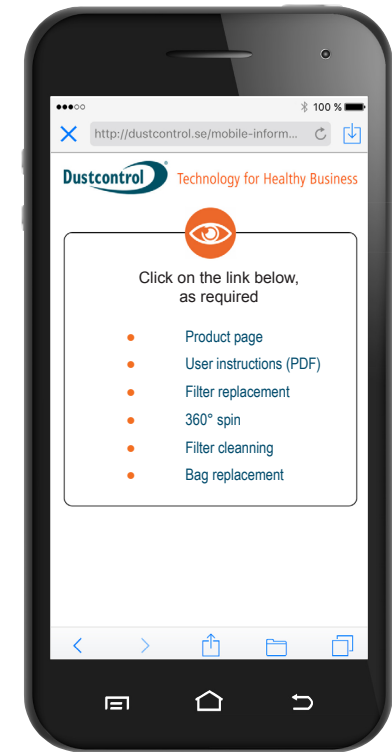 100 %
http://dustcontrol.se/mobile-inform...
Dustcontrol® Technology for Healthy Business
Click on the link below,
as required
● Product page
● User instructions (PDF)
● Filter replacement
● 360° spin
● Filter cleanning
● Bag replacement